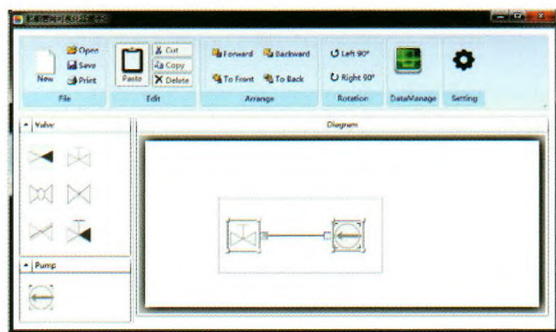 Open
Save
New
Print
File
Cut
Copy
Paste
Delete
Edit
Forward
Backward
To Front
To Back
Arrange
Left 90°
Right 90°
Rotation
DataManage
Setting
Valve
Diagram
Pump